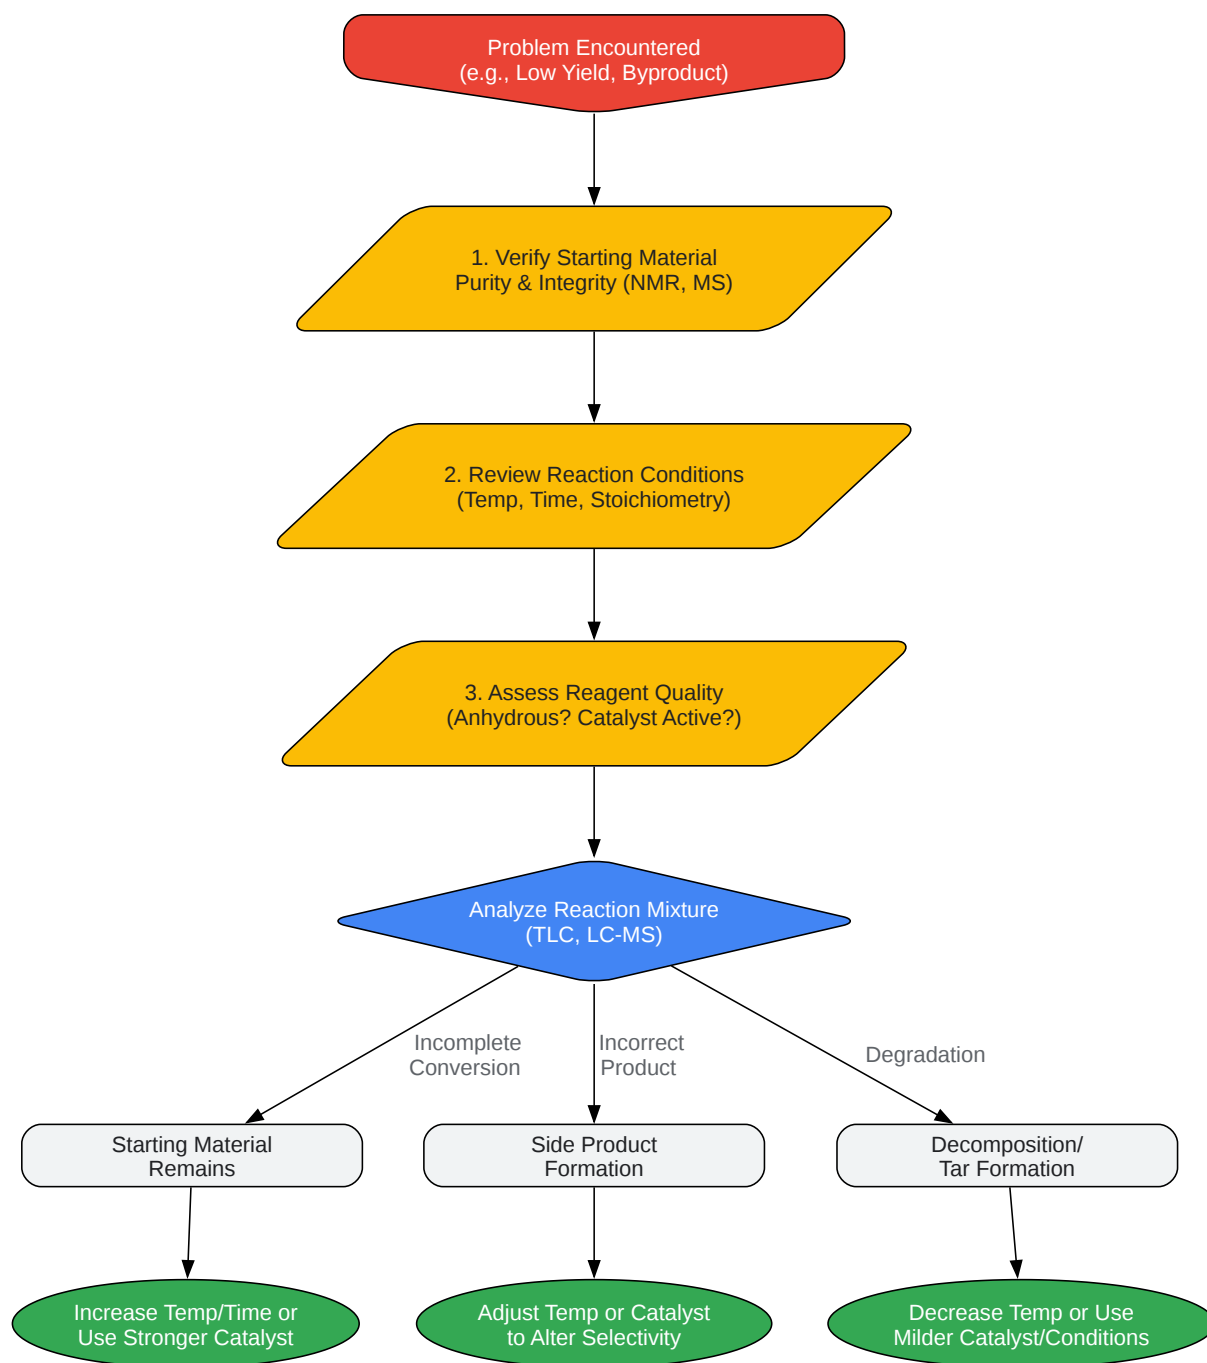 Problem Encountered
(e.g., Low Yield, Byproduct)
1. Verify Starting Material
Purity & Integrity (NMR, MS)
2. Review Reaction Conditions
(Temp, Time, Stoichiometry)
3. Assess Reagent Quality
(Anhydrous? Catalyst Active?)
Analyze Reaction Mixture
(TLC, LC-MS)
Incomplete
Conversion
Incorrect
Product
Degradation
Starting Material
Remains
Side Product
Formation
Decomposition/
Tar Formation
Increase Temp/Time or
Use Stronger Catalyst
Adjust Temp or Catalyst
to Alter Selectivity
Decrease Temp or Use
Milder Catalyst/Conditions